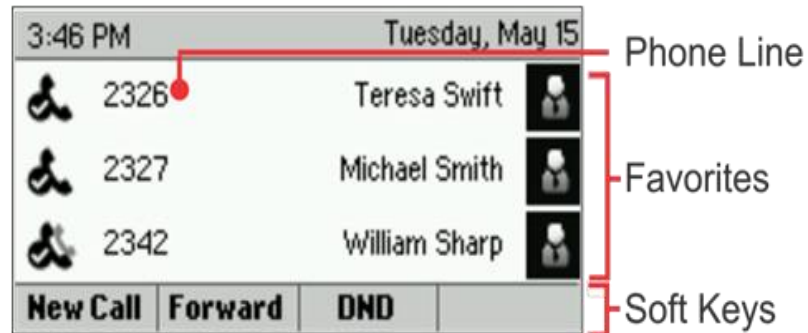 3:46 PM Tuesday, May 15
Phone Line
2326 Teresa Swift
2327 Michael Smith
Favorites
2342 William Sharp
New Call Forward DND
Soft Keys